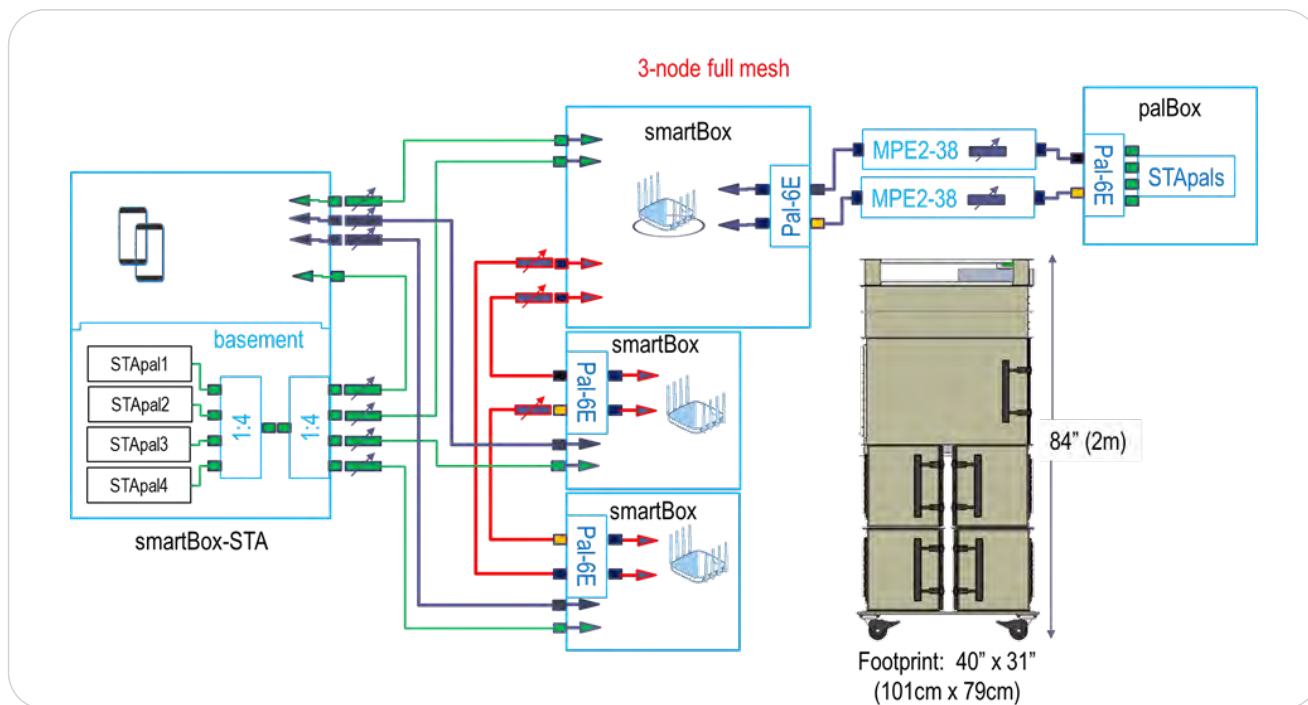 3-node full mesh
smartBox
palBox
MPE2-38
MPE2-38
Pal-6E
Pal-6E
STApals
basement
STApal1
STApal2
STApal3
STApal4
1:4
1:4
smartBox-STA
smartBox
Pal-6E
smartBox
Pal-6E
84” (2m)
Footprint:  40” x 31”
(101cm x 79cm)